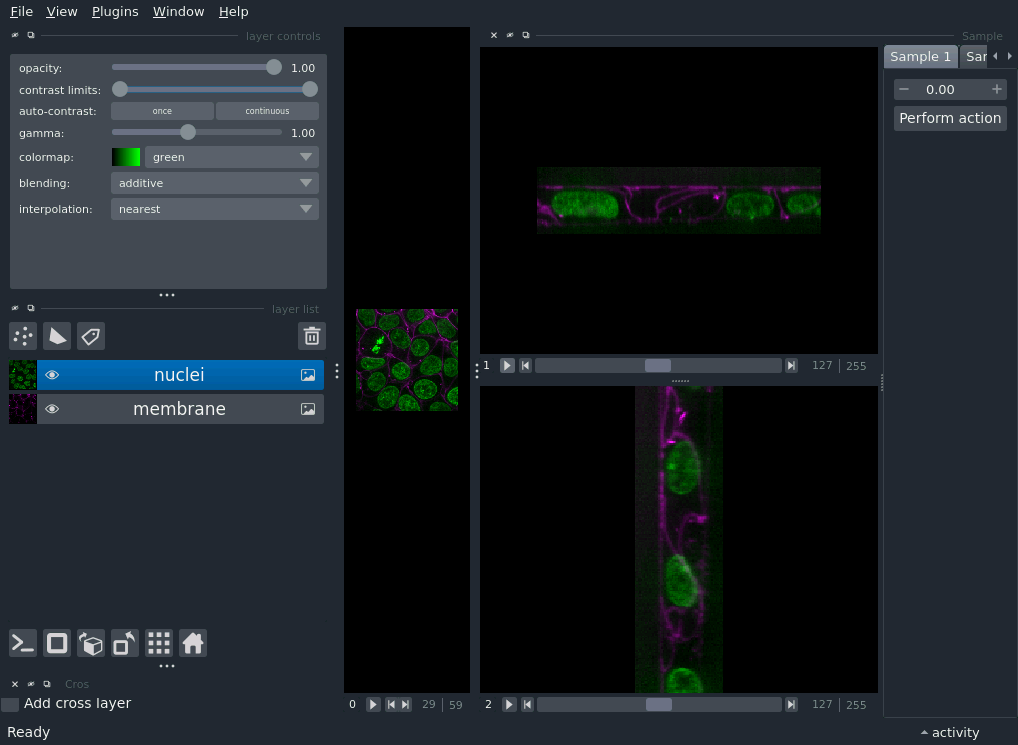 File View Plugins Window Help
layer controls
opacity: 1.00
contrast limits:
auto-contrast: once continuous
gamma: 1.00
colormap: green
blending: additive
interpolation: nearest
layer list
nuclei
membrane
Cros
Add cross layer
Ready
0 29 59
1 127 255
2 127 255
Sample
Sample 1 Sar
0.00
Perform action
activity